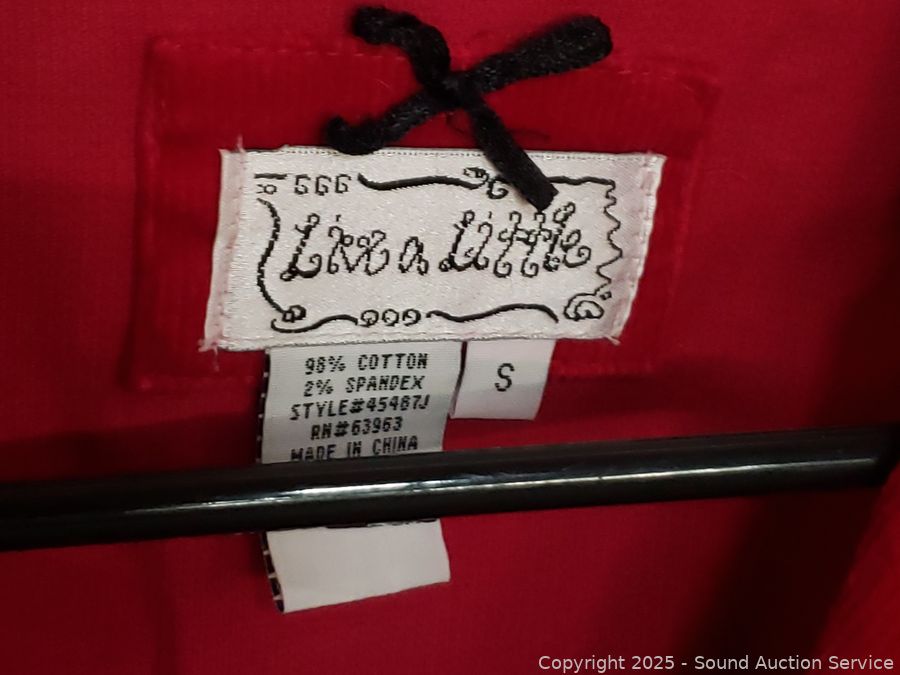 Live a Little
98% COTTON
2% SPANDEX
STYLE#45487J
RN#63963
MADE IN CHINA
S
Copyright 2025 - Sound Auction Service